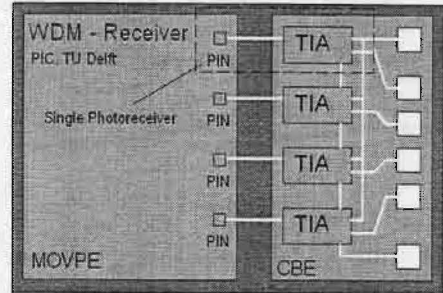 WDM - Receiver
PIC, TU Delft
PIN
TIA
Single Photoreceiver
PIN
TIA
PIN
TIA
PIN
TIA
MOVPE
CBE